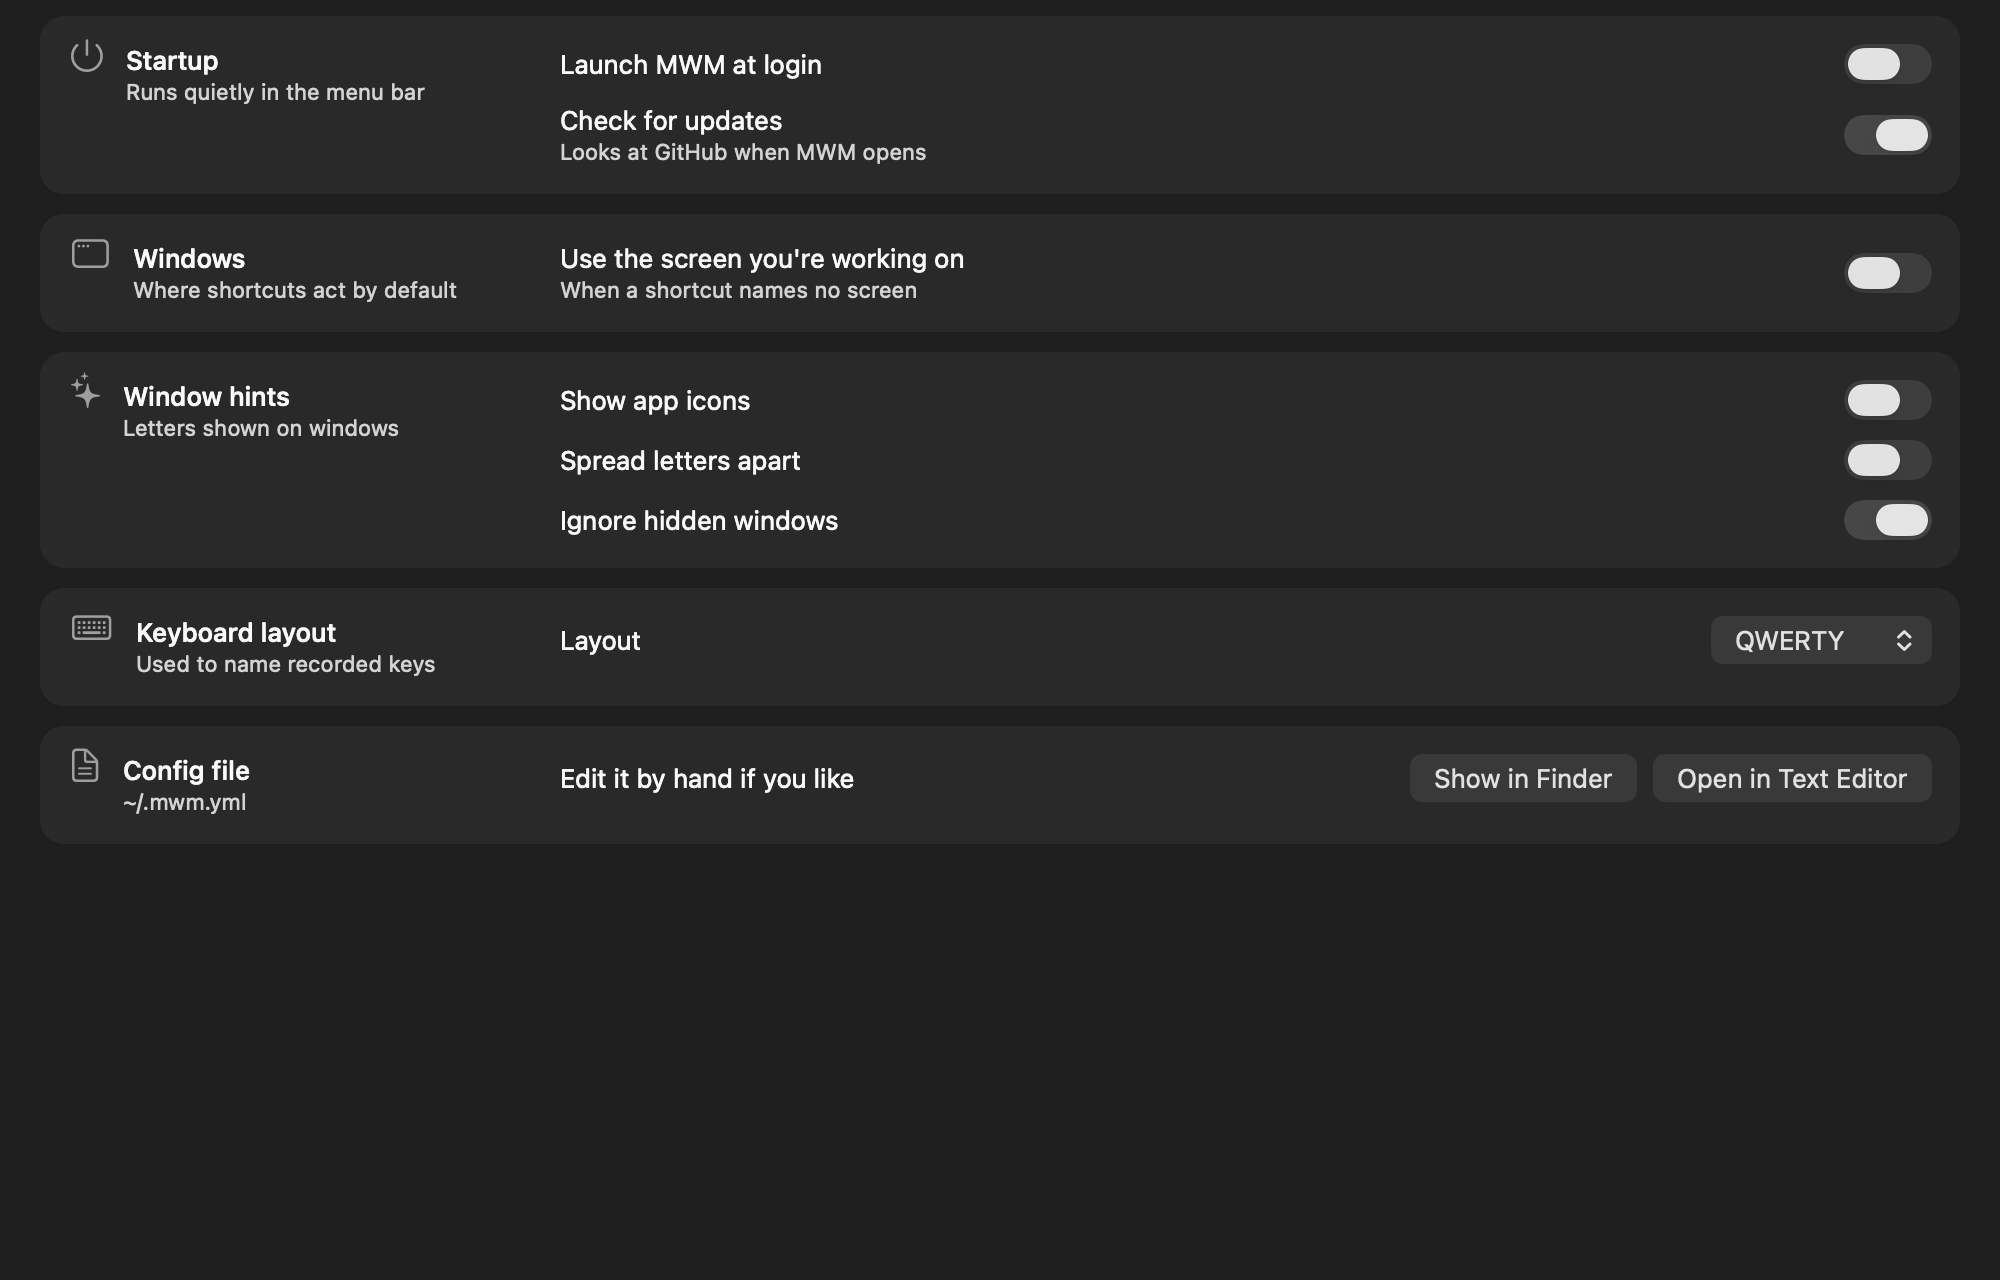 Startup
Runs quietly in the menu bar
Launch MWM at login
Check for updates
Looks at GitHub when MWM opens
Windows
Where shortcuts act by default
Use the screen you're working on
When a shortcut names no screen
Window hints
Letters shown on windows
Show app icons
Spread letters apart
Ignore hidden windows
Keyboard layout
Used to name recorded keys
Layout
QWERTY
Config file
~/.mwm.yml
Edit it by hand if you like
Show in Finder
Open in Text Editor